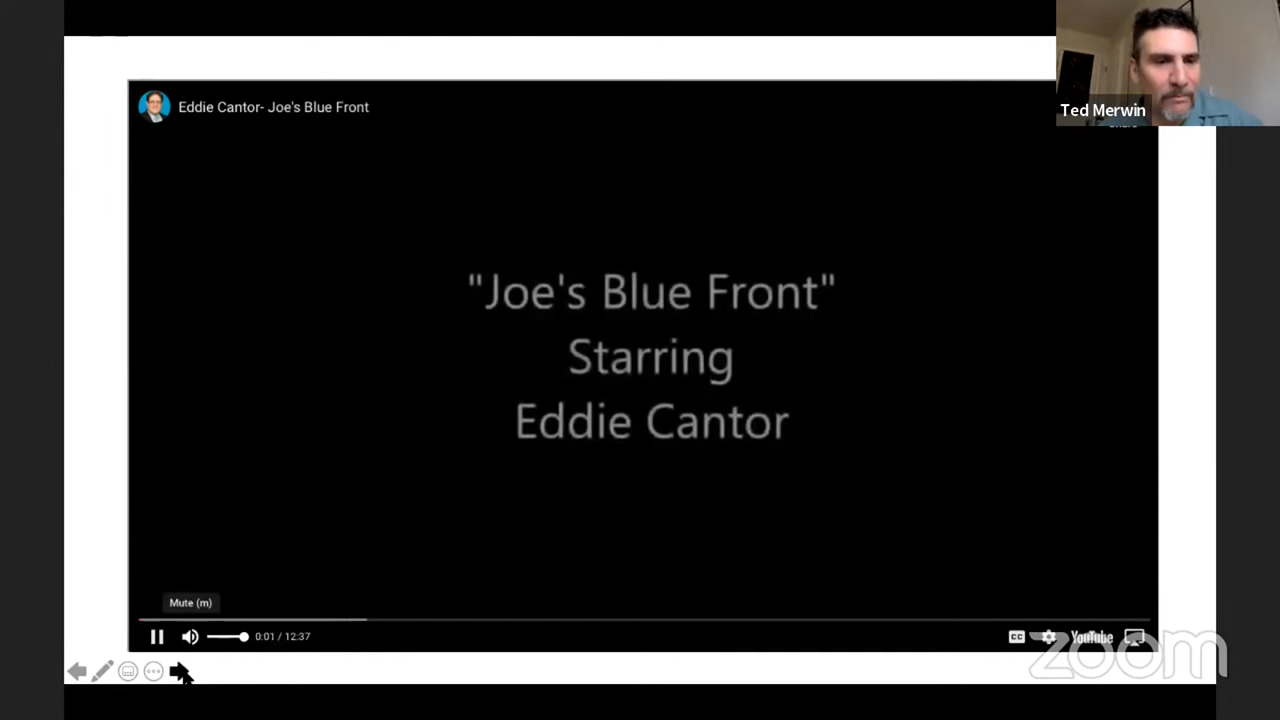 Eddie Cantor- Joe's Blue Front
Ted Merwin
"Joe's Blue Front"
Starring
Eddie Cantor
Mute (m)
0:01 / 12:37
CC
YouTube
zoom